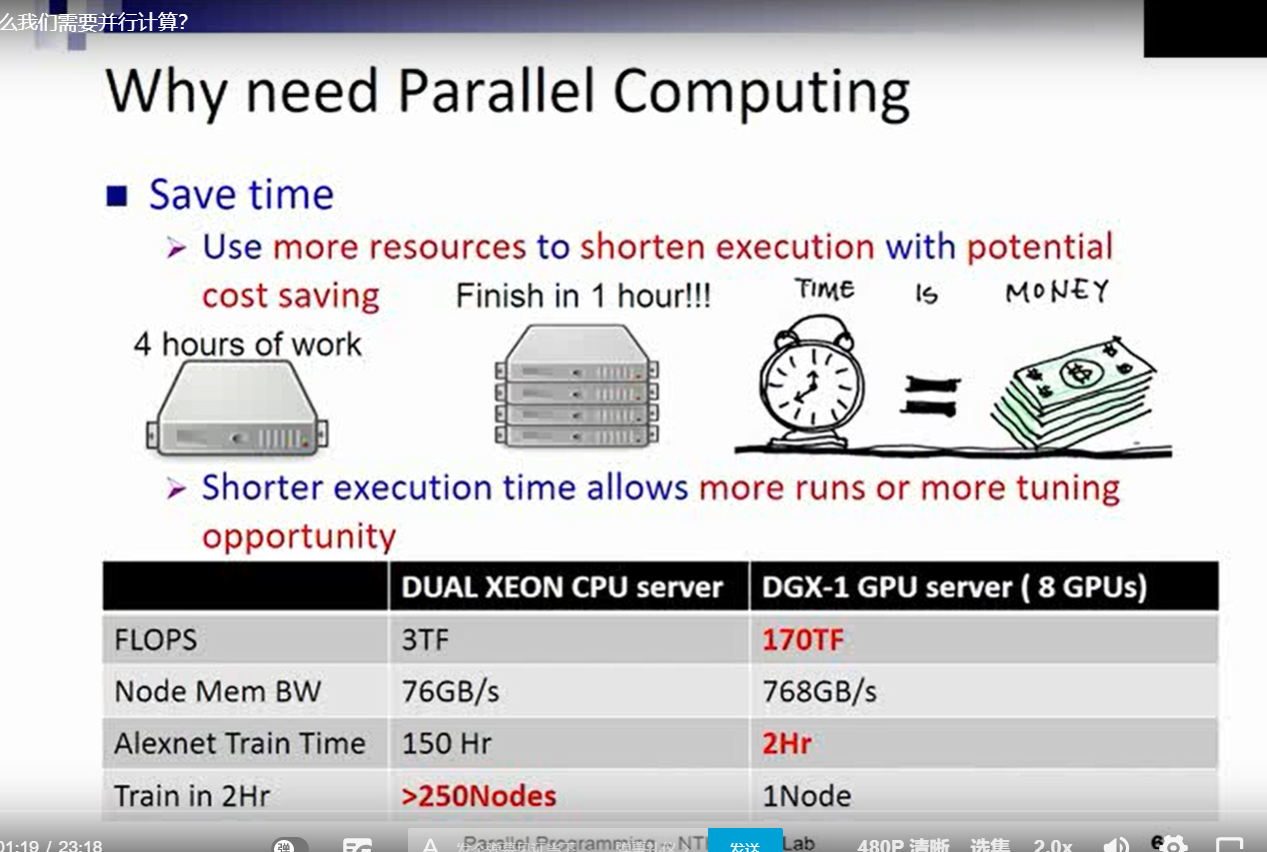 么我们需要并行计算?
Why need Parallel Computing
Save time
Use more resources to shorten execution with potential
cost saving
Finish in 1 hour!!!
TIME IS MONEY
4 hours of work
Shorter execution time allows more runs or more tuning
opportunity
DUAL XEON CPU server DGX-1 GPU server ( 8 GPUs)
FLOPS 3TF 170TF
Node Mem BW 76GB/s 768GB/s
Alexnet Train Time 150 Hr 2Hr
Train in 2Hr >250Nodes 1Node
01:19 / 23:18 弹 A Parallel Programming – NT 发送 Lab 480P 清晰 选集 2.0x 6